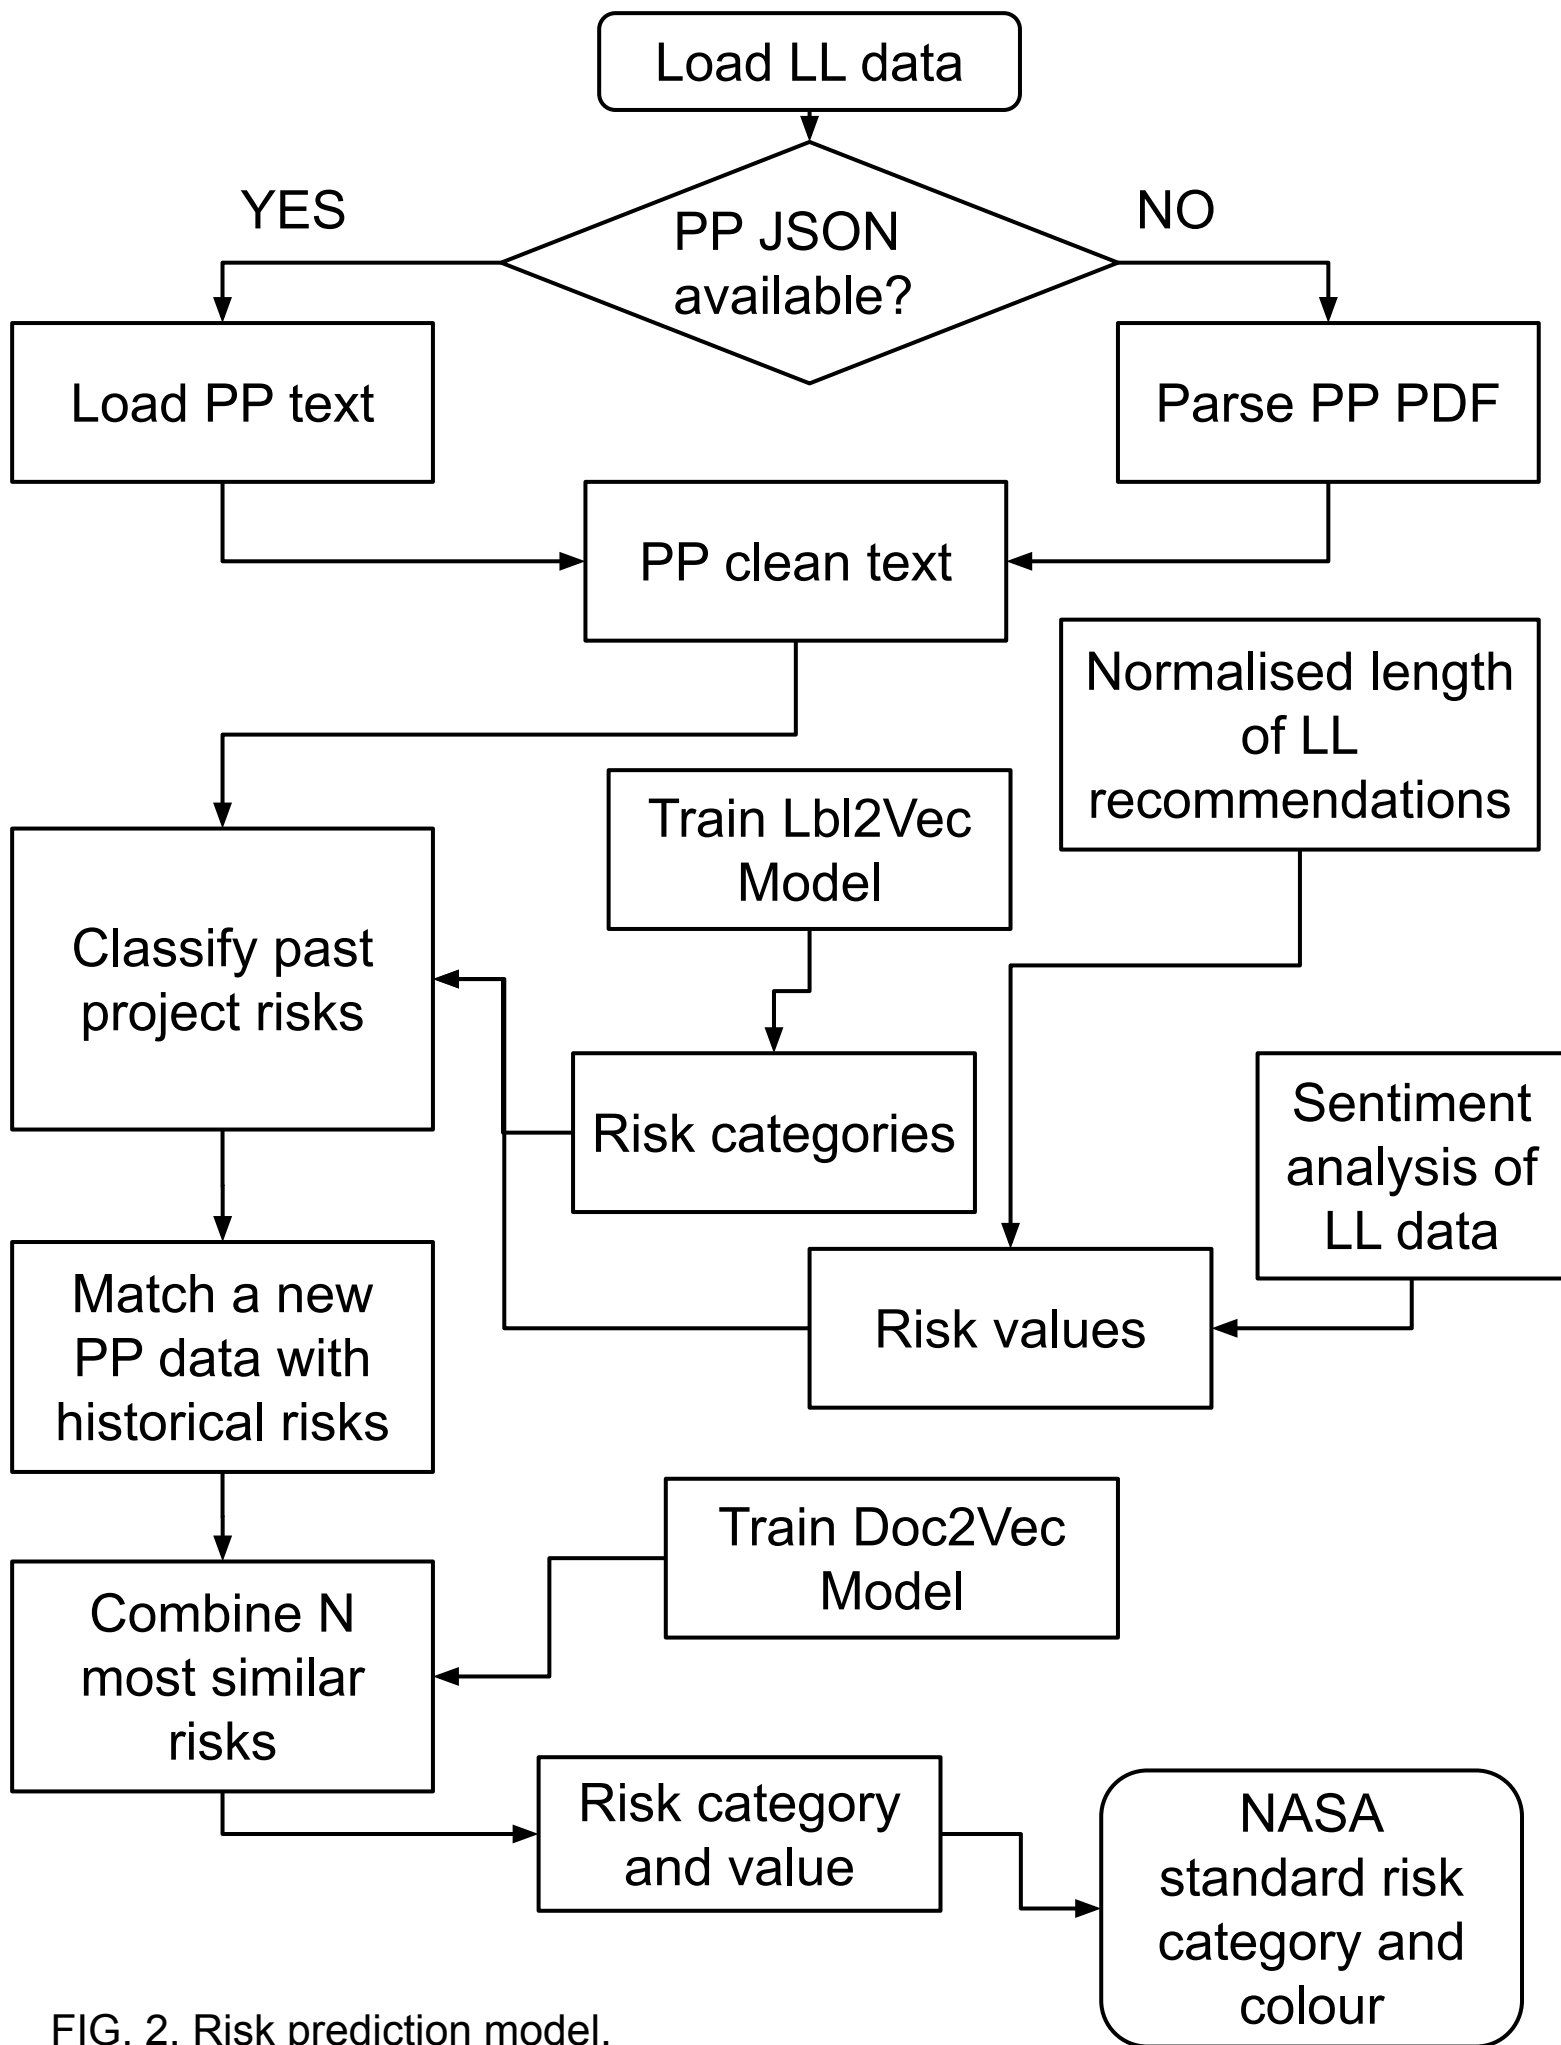 Load LL data
YES
NO
PP JSON
available?
Load PP text
Parse PP PDF
PP clean text
Normalised length
of LL
recommendations
Train Lbl2Vec
Model
Classify past
project risks
Risk categories
Sentiment
analysis of
LL data
Match a new
PP data with
historical risks
Risk values
Train Doc2Vec
Model
Combine N
most similar
risks
Risk category
and value
NASA
standard risk
category and
colour
FIG. 2. Risk prediction model.